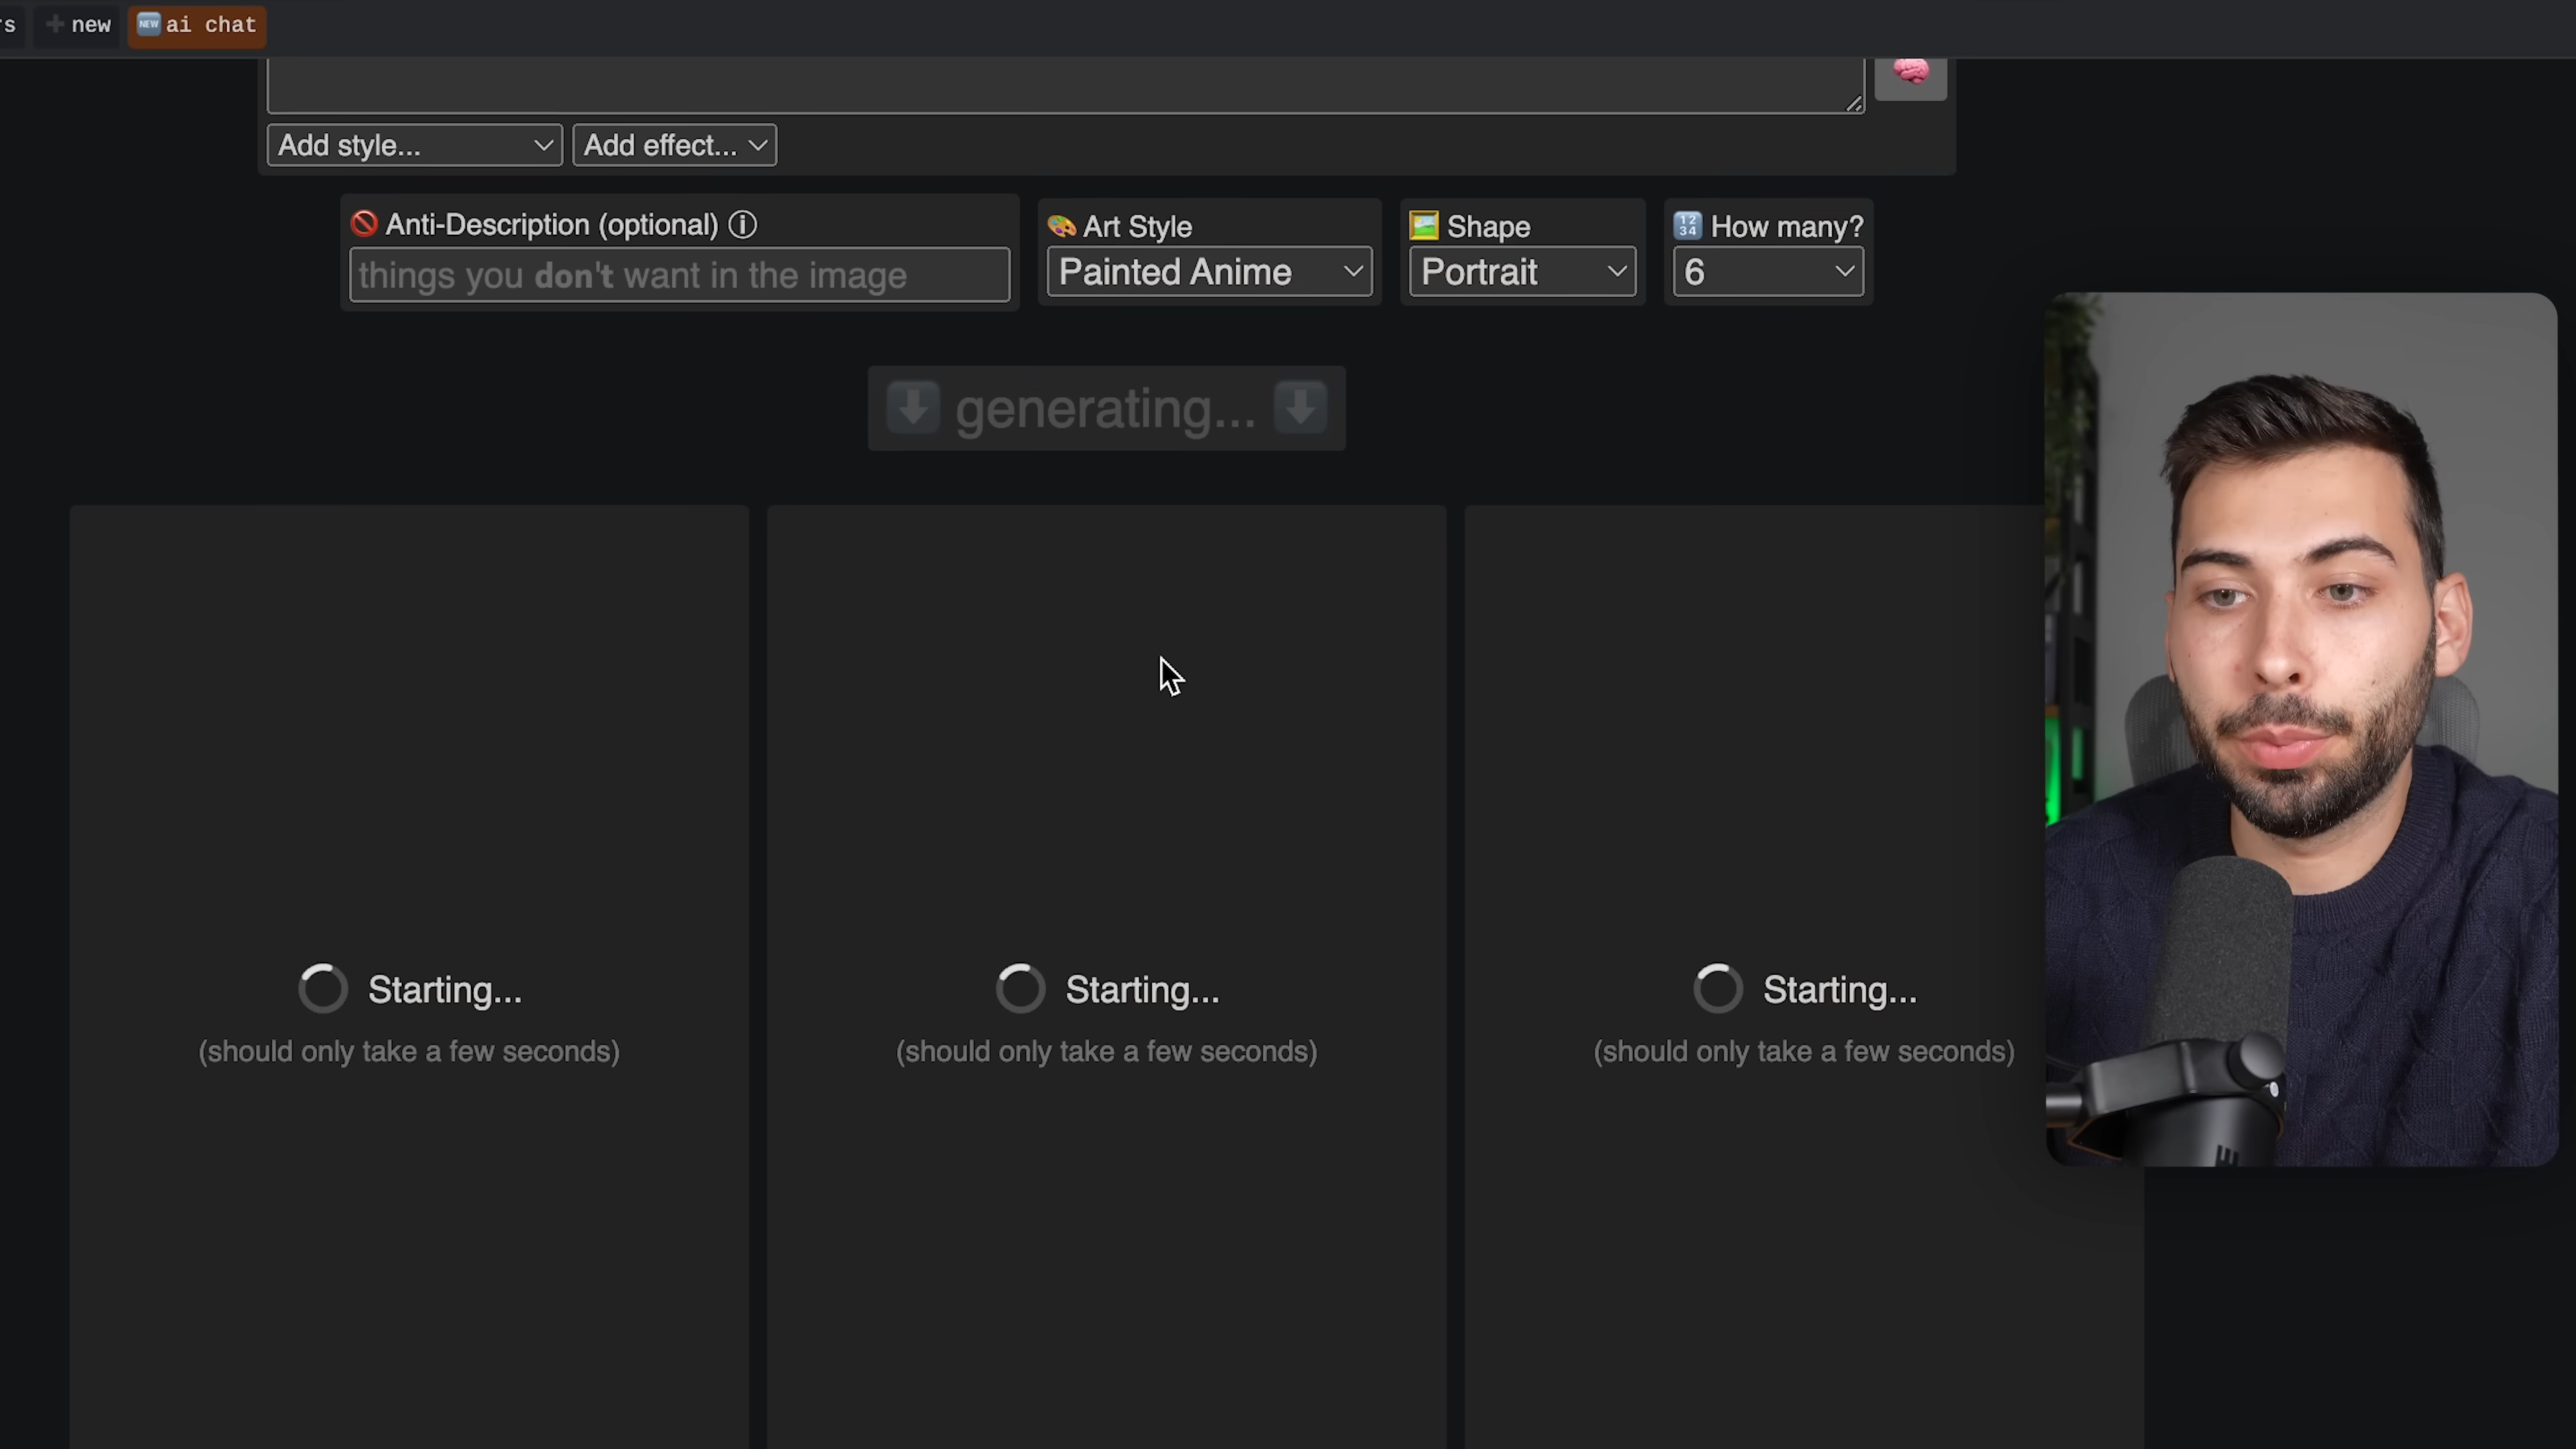 rs + new NEW ai chat
Add style... Add effect...
🚫 Anti-Description (optional) ⓘ
🎨 Art Style
🖼️ Shape
🔢 How many?
things you don't want in the image
Painted Anime
Portrait
6
⬇️ generating... ⬇️
Starting... Starting... Starting...
(should only take a few seconds) (should only take a few seconds) (should only take a few seconds)